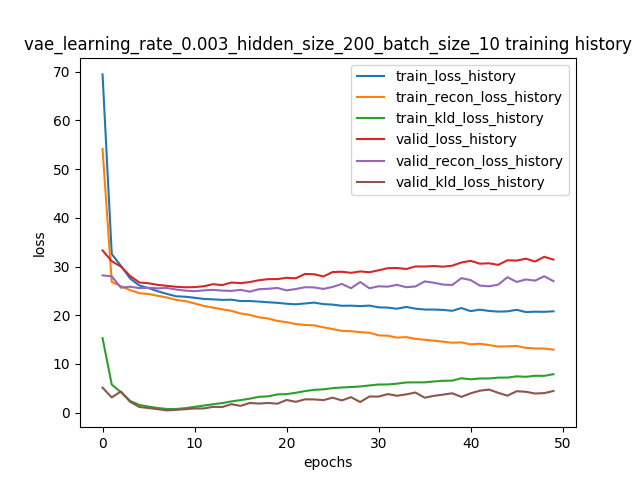 vae_learning_rate_0.003_hidden_size_200_batch_size_10 training history
train_loss_history
train_recon_loss_history
train_kld_loss_history
valid_loss_history
valid_recon_loss_history
valid_kld_loss_history
loss
70
60
50
40
30
20
10
0
0 10 20 30 40 50
epochs